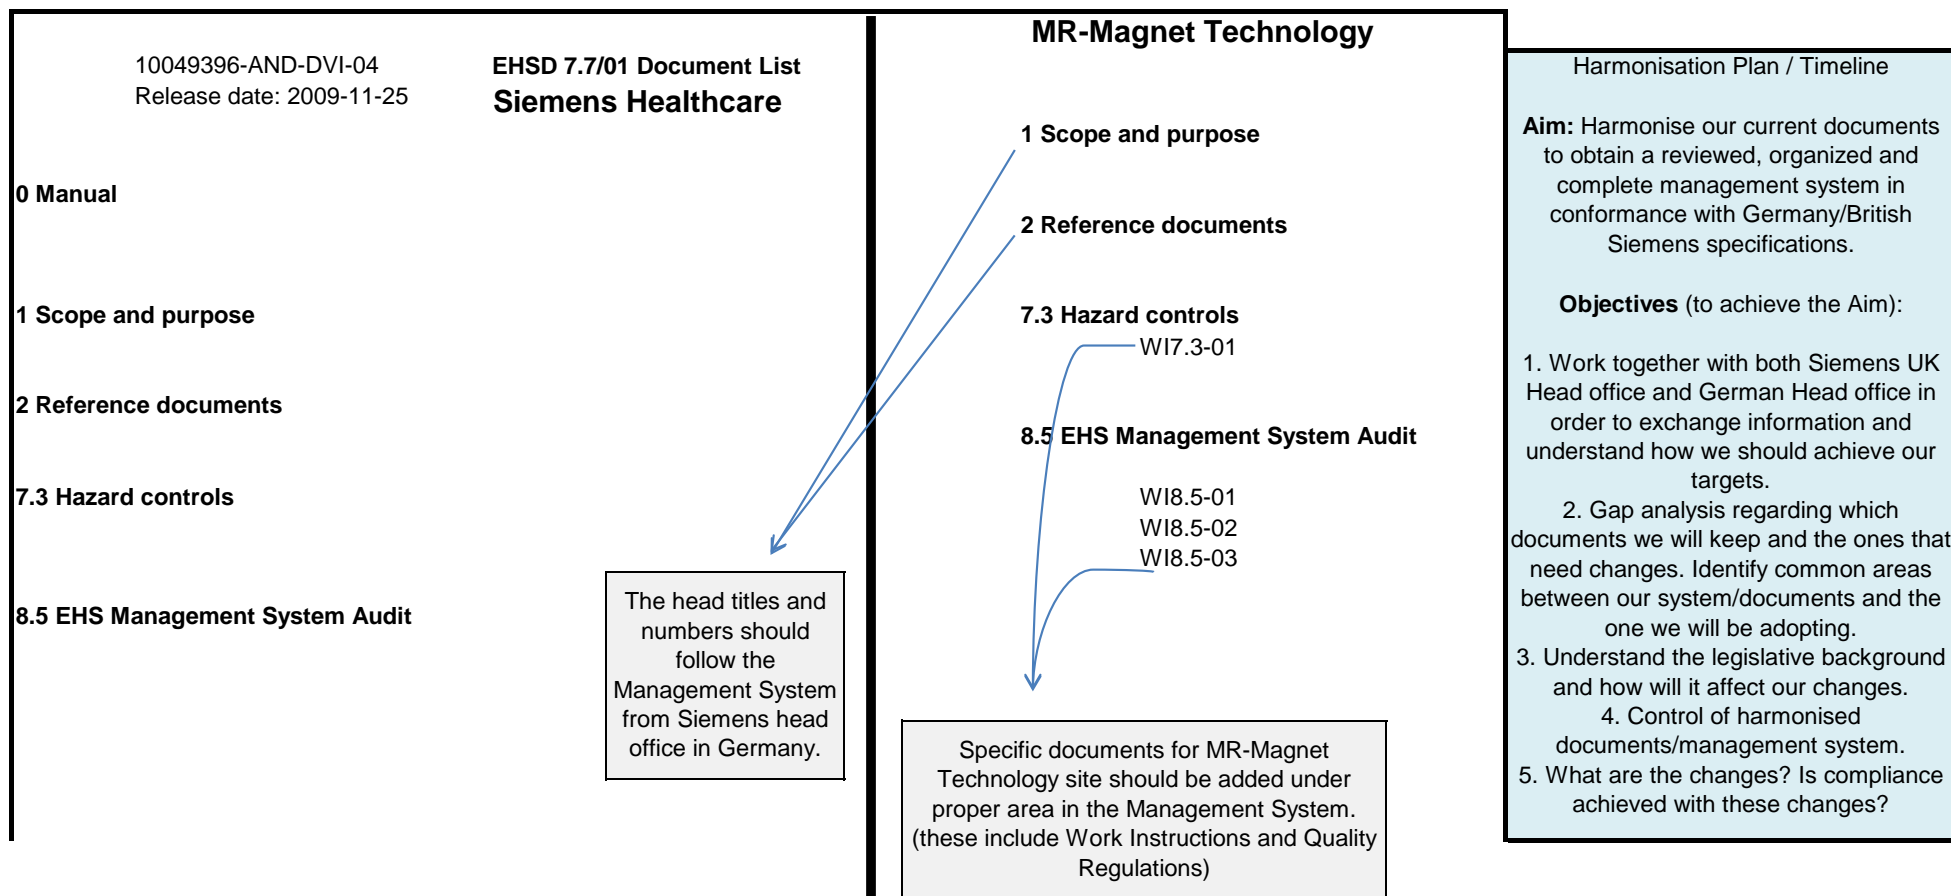 10049396-AND-DVI-04
Release date: 2009-11-25
EHSD 7.7/01 Document List
Siemens Healthcare
0 Manual
1 Scope and purpose
2 Reference documents
7.3 Hazard controls
8.5 EHS Management System Audit
The head titles and
numbers should
follow the
Management System
from Siemens head
office in Germany.
MR-Magnet Technology
1 Scope and purpose
2 Reference documents
7.3 Hazard controls
WI7.3-01
8.5 EHS Management System Audit
WI8.5-01
WI8.5-02
WI8.5-03
Specific documents for MR-Magnet
Technology site should be added under
proper area in the Management System.
(these include Work Instructions and Quality
Regulations)
Harmonisation Plan / Timeline
Aim: Harmonise our current documents
to obtain a reviewed, organized and
complete management system in
conformance with Germany/British
Siemens specifications.
Objectives (to achieve the Aim):
1. Work together with both Siemens UK
Head office and German Head office in
order to exchange information and
understand how we should achieve our
targets.
2. Gap analysis regarding which
documents we will keep and the ones that
need changes. Identify common areas
between our system/documents and the
one we will be adopting.
3. Understand the legislative background
and how will it affect our changes.
4. Control of harmonised
documents/management system.
5. What are the changes? Is compliance
achieved with these changes?